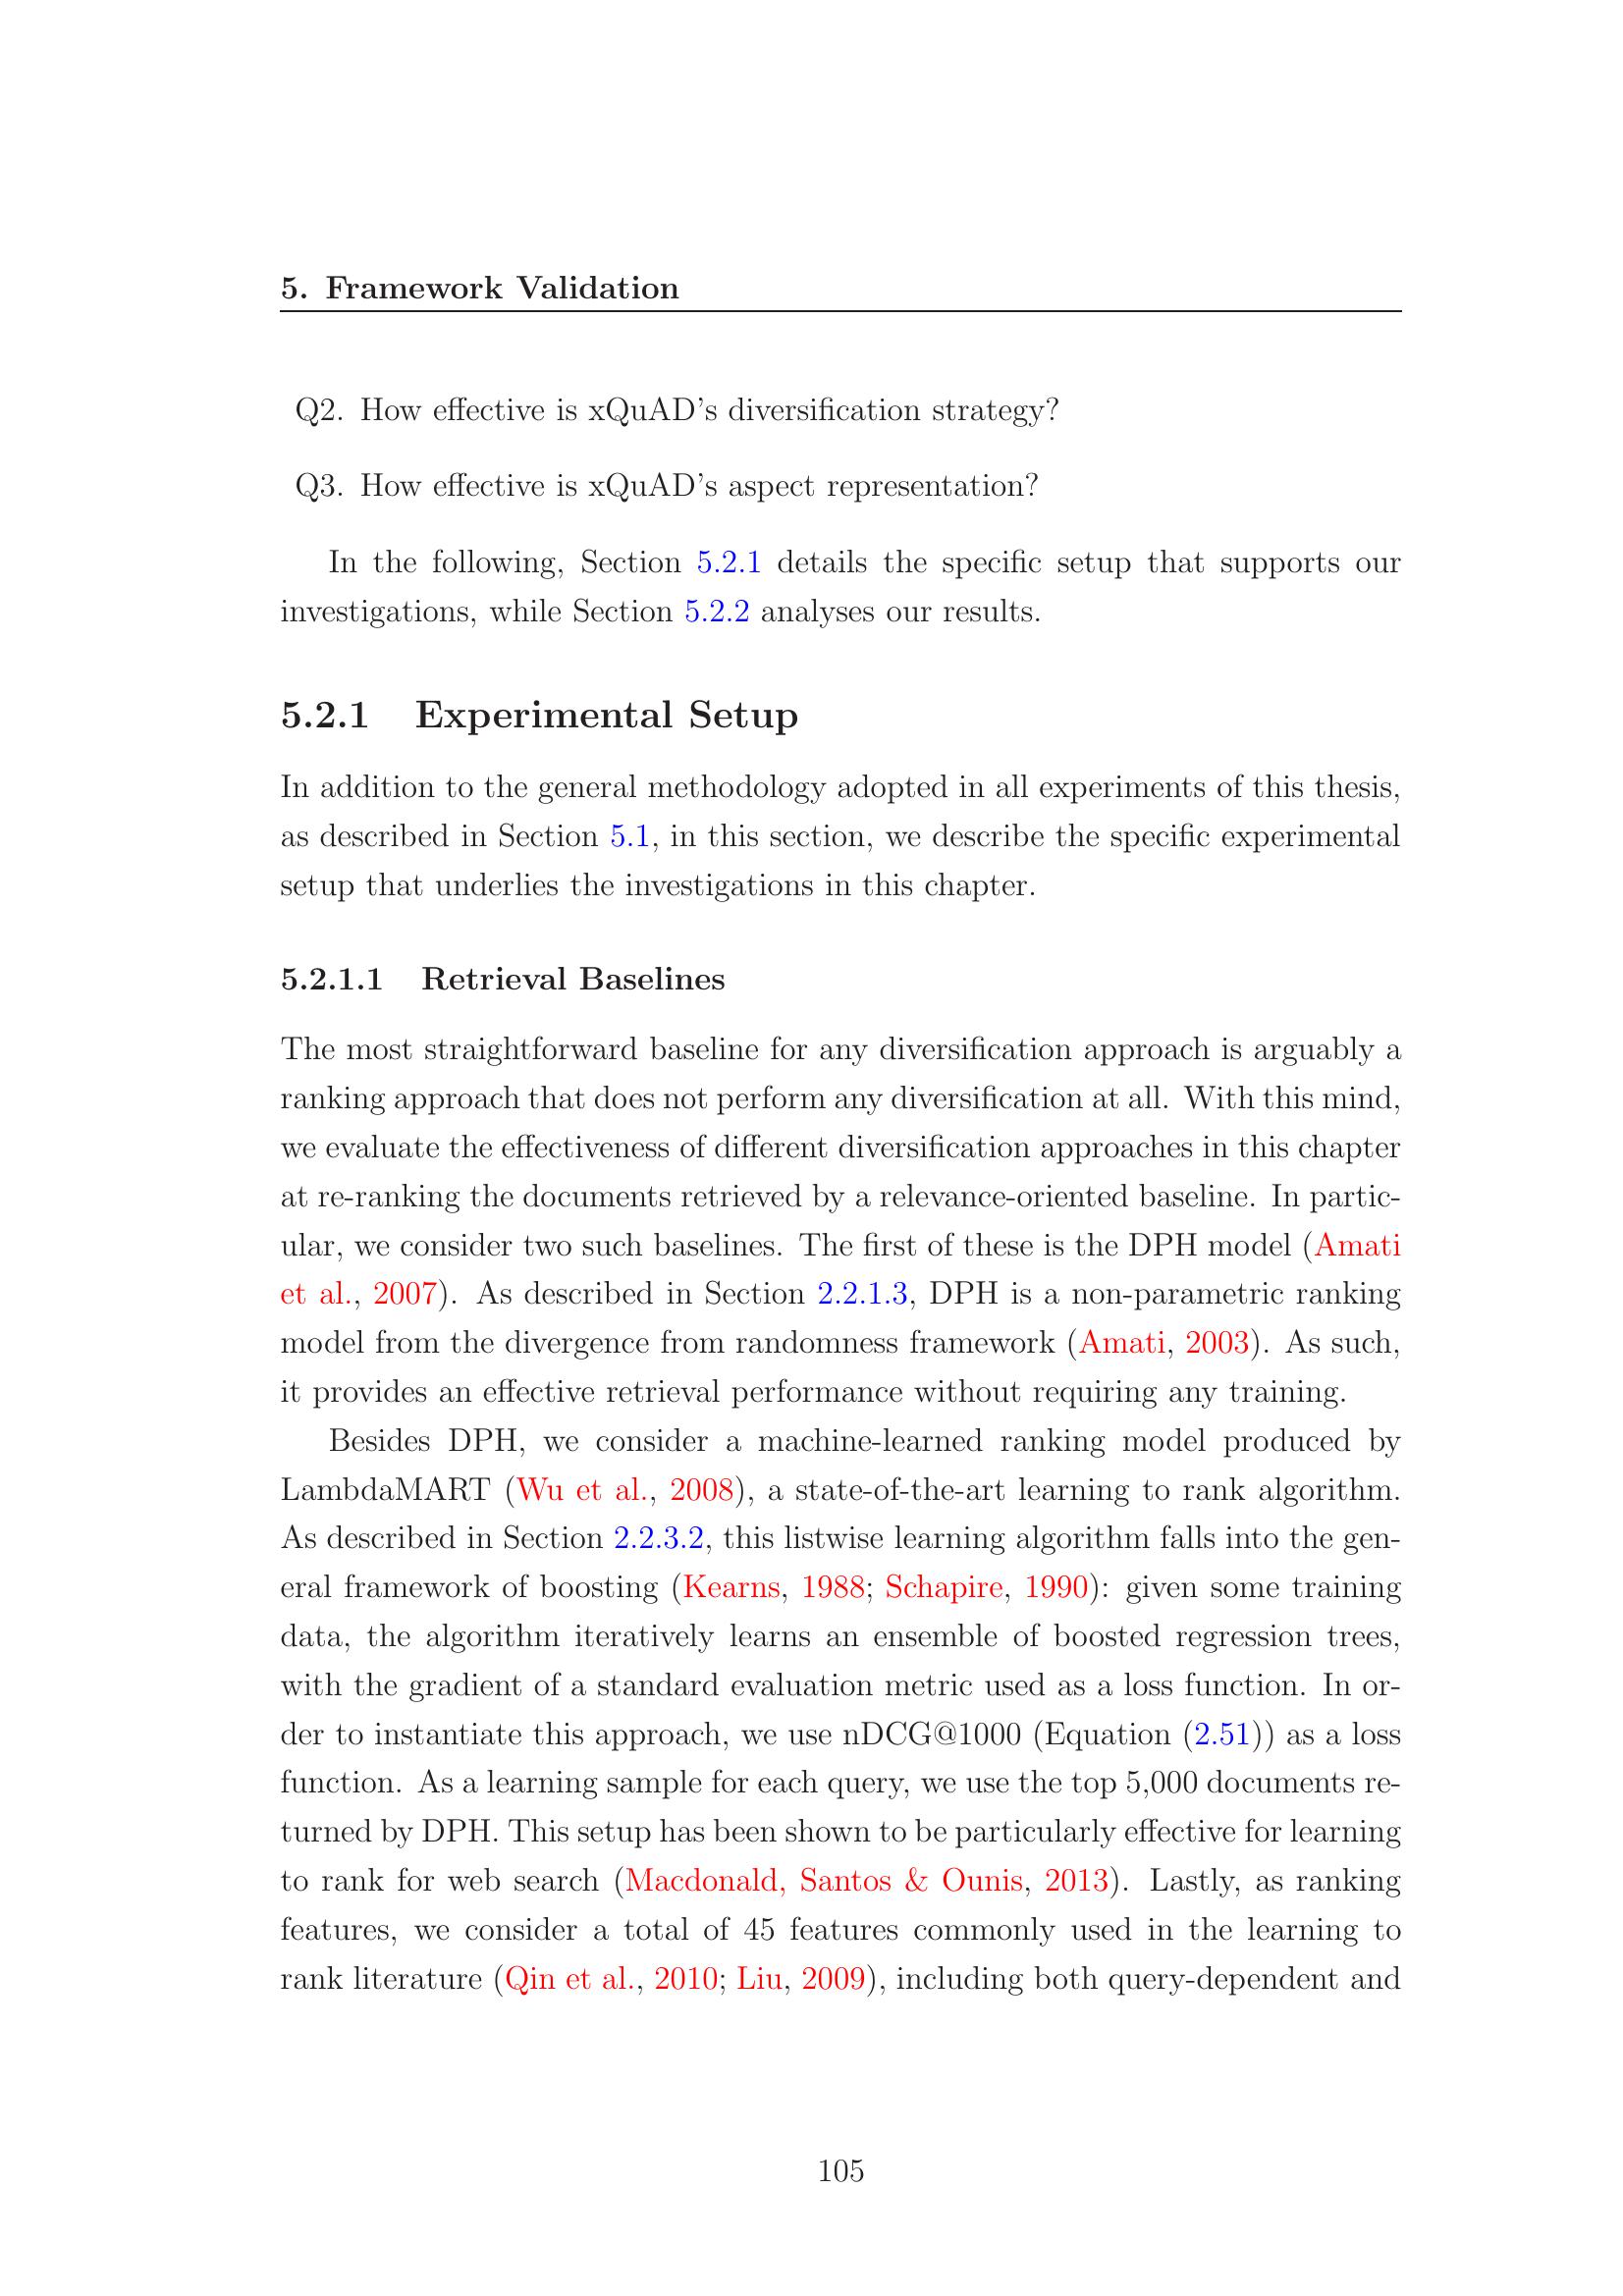 5. Framework Validation
Q2. How effective is xQuAD’s diversification strategy?
Q3. How effective is xQuAD’s aspect representation?
In the following, Section 5.2.1 details the specific setup that supports our
investigations, while Section 5.2.2 analyses our results.
5.2.1 Experimental Setup
In addition to the general methodology adopted in all experiments of this thesis,
as described in Section 5.1, in this section, we describe the specific experimental
setup that underlies the investigations in this chapter.
5.2.1.1 Retrieval Baselines
The most straightforward baseline for any diversification approach is arguably a
ranking approach that does not perform any diversification at all. With this mind,
we evaluate the effectiveness of different diversification approaches in this chapter
at re-ranking the documents retrieved by a relevance-oriented baseline. In partic-
ular, we consider two such baselines. The first of these is the DPH model (Amati
et al., 2007). As described in Section 2.2.1.3, DPH is a non-parametric ranking
model from the divergence from randomness framework (Amati, 2003). As such,
it provides an effective retrieval performance without requiring any training.
Besides DPH, we consider a machine-learned ranking model produced by
LambdaMART (Wu et al., 2008), a state-of-the-art learning to rank algorithm.
As described in Section 2.2.3.2, this listwise learning algorithm falls into the gen-
eral framework of boosting (Kearns, 1988; Schapire, 1990): given some training
data, the algorithm iteratively learns an ensemble of boosted regression trees,
with the gradient of a standard evaluation metric used as a loss function. In or-
der to instantiate this approach, we use nDCG@1000 (Equation (2.51)) as a loss
function. As a learning sample for each query, we use the top 5,000 documents re-
turned by DPH. This setup has been shown to be particularly effective for learning
to rank for web search (Macdonald, Santos & Ounis, 2013). Lastly, as ranking
features, we consider a total of 45 features commonly used in the learning to
rank literature (Qin et al., 2010; Liu, 2009), including both query-dependent and
105